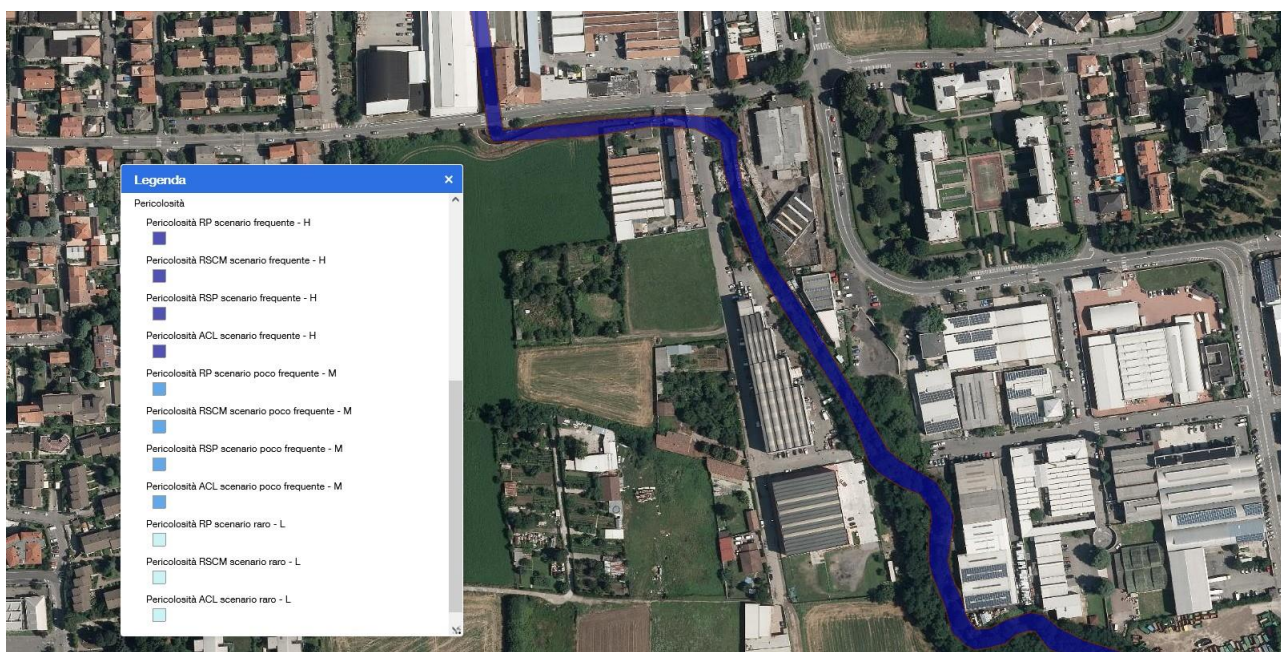 Legenda
Pericolosità
Pericolosità RP scenario frequente - H
Pericolosità RSCM scenario frequente - H
Pericolosità RSP scenario frequente - H
Pericolosità ACL scenario frequente - H
Pericolosità RP scenario poco frequente - M
Pericolosità RSCM scenario poco frequente - M
Pericolosità RSP scenario poco frequente - M
Pericolosità ACL scenario poco frequente - M
Pericolosità RP scenario raro - L
Pericolosità RSCM scenario raro - L
Pericolosità ACL scenario raro - L